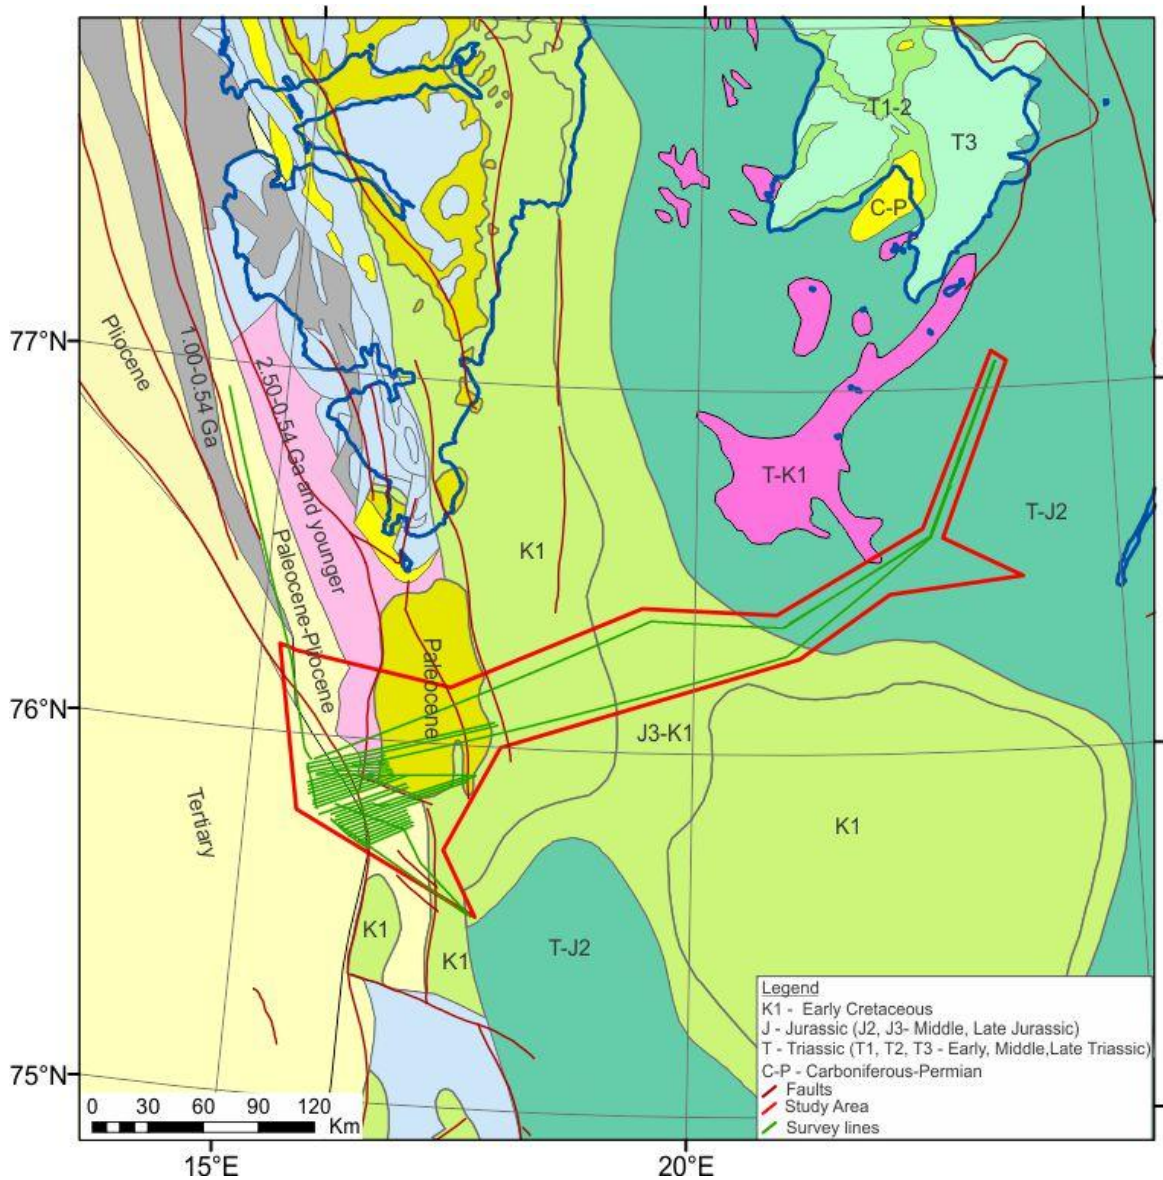 T1-2
T3
C-P
77°N
Pliocene
1.00-0.54 Ga
2.50-0.54 Ga and younger
T-K1
T-J2
K1
Paleocene-Pliocene
Paleocene
76°N
J3-K1
Tertiary
K1
K1
T-J2
K1
Legend
K1 - Early Cretaceous
J - Jurassic (J2, J3- Middle, Late Jurassic)
T - Triassic (T1, T2, T3 - Early, Middle,Late Triassic)
C-P - Carboniferous-Permian
Faults
Study Area
Survey lines
75°N
0 30 60 90 120
Km
15°E
20°E